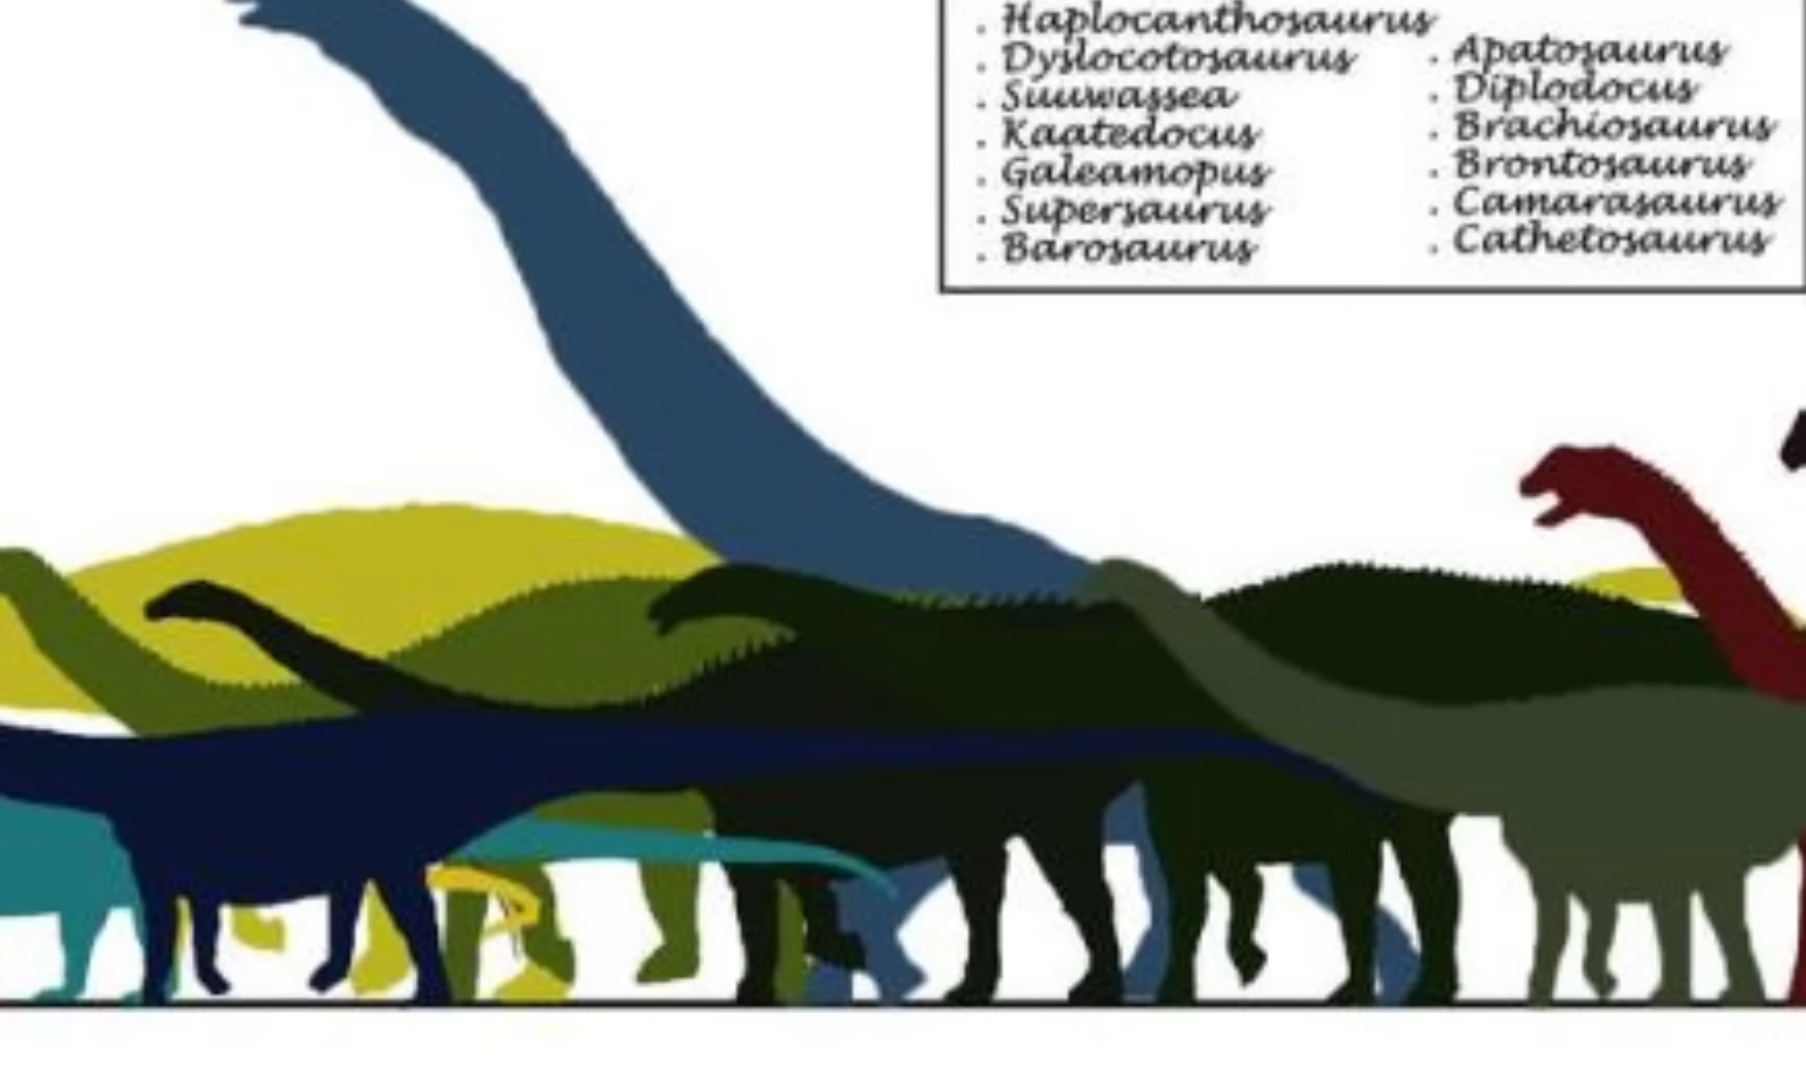 . Haplocanthosaurus
. Dyslocotosaurus
. Suuwassea
. Kaatedocus
. Galeamopus
. Supersaurus
. Barosaurus
. Apatosaurus
. Diplodocus
. Brachiosaurus
. Brontosaurus
. Camarasaurus
. Cathetosaurus